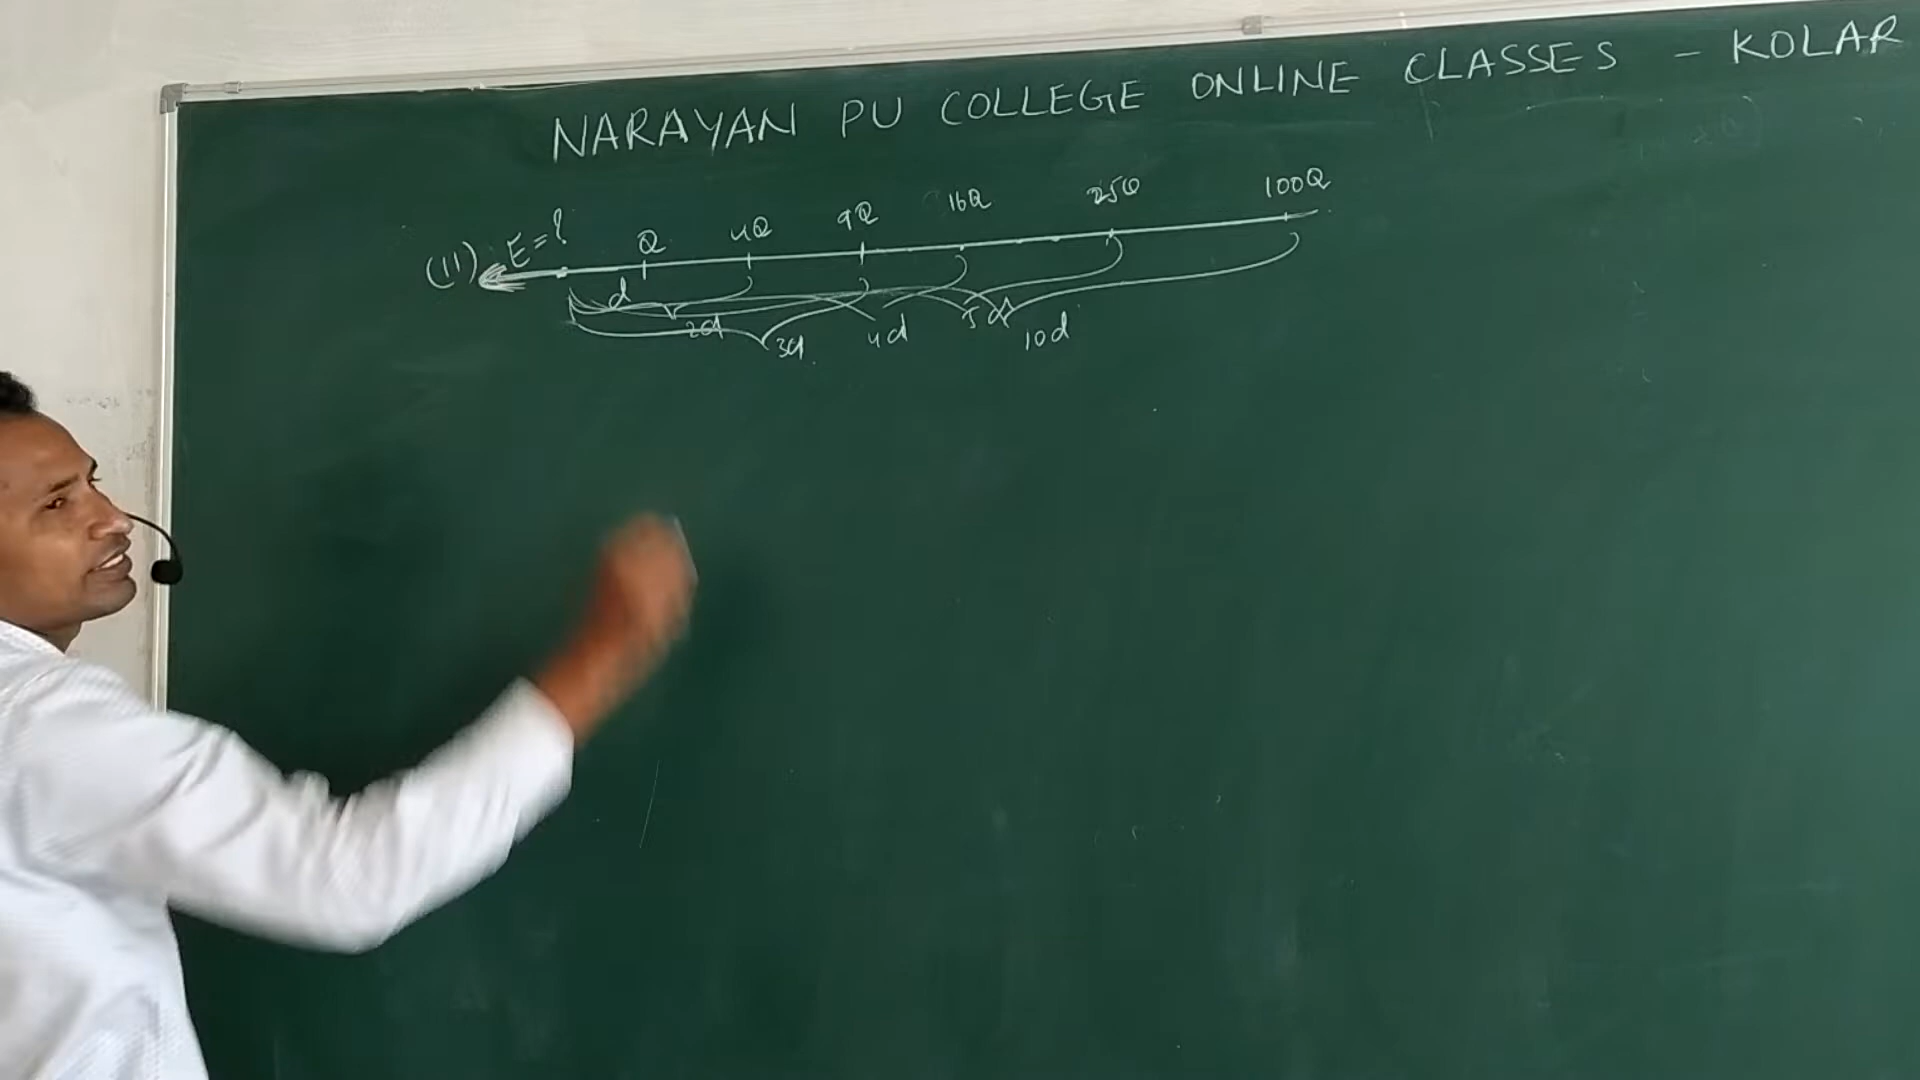 NARAYAN PU COLLEGE ONLINE CLASSES - KOLAR
(11) E=? Q 4Q 9Q 16Q 25Q 100Q
d 2d 3d 4d 5d 10d